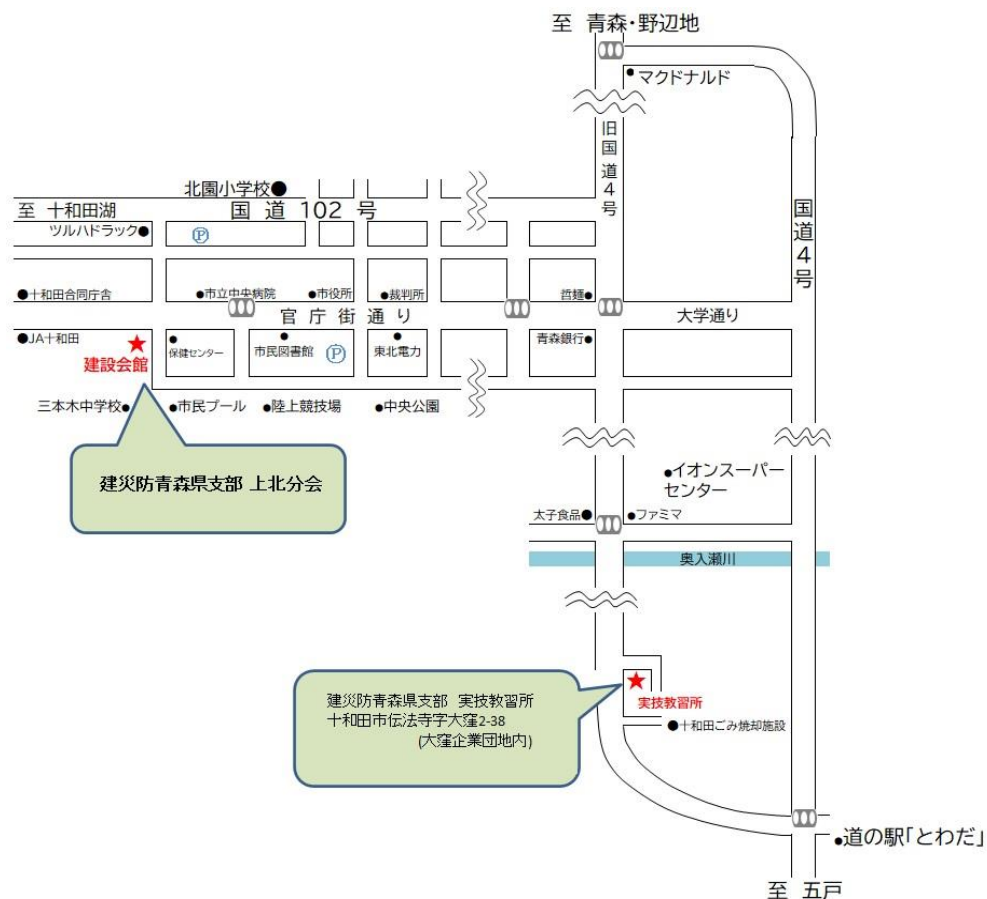 至 青森・野辺地
マクドナルド
旧国道4号
北園小学校
至 十和田湖
国道102号
国道4号
ツルハドラック
Ⓟ
十和田合同庁舎
市立中央病院
市役所
裁判所
哲麺
官庁街通り
大学通り
JA十和田
建設会館
保健センター
市民図書館
Ⓟ
東北電力
青森銀行
三本木中学校
市民プール
陸上競技場
中央公園
建災防青森県支部 上北分会
イオンスーパー
センター
太子食品
ファミマ
奥入瀬川
建災防青森県支部 実技教習所
十和田市伝法寺字大窪2-38
(大窪企業団地内)
実技教習所
十和田ごみ焼却施設
道の駅「とわだ」
至 五戸